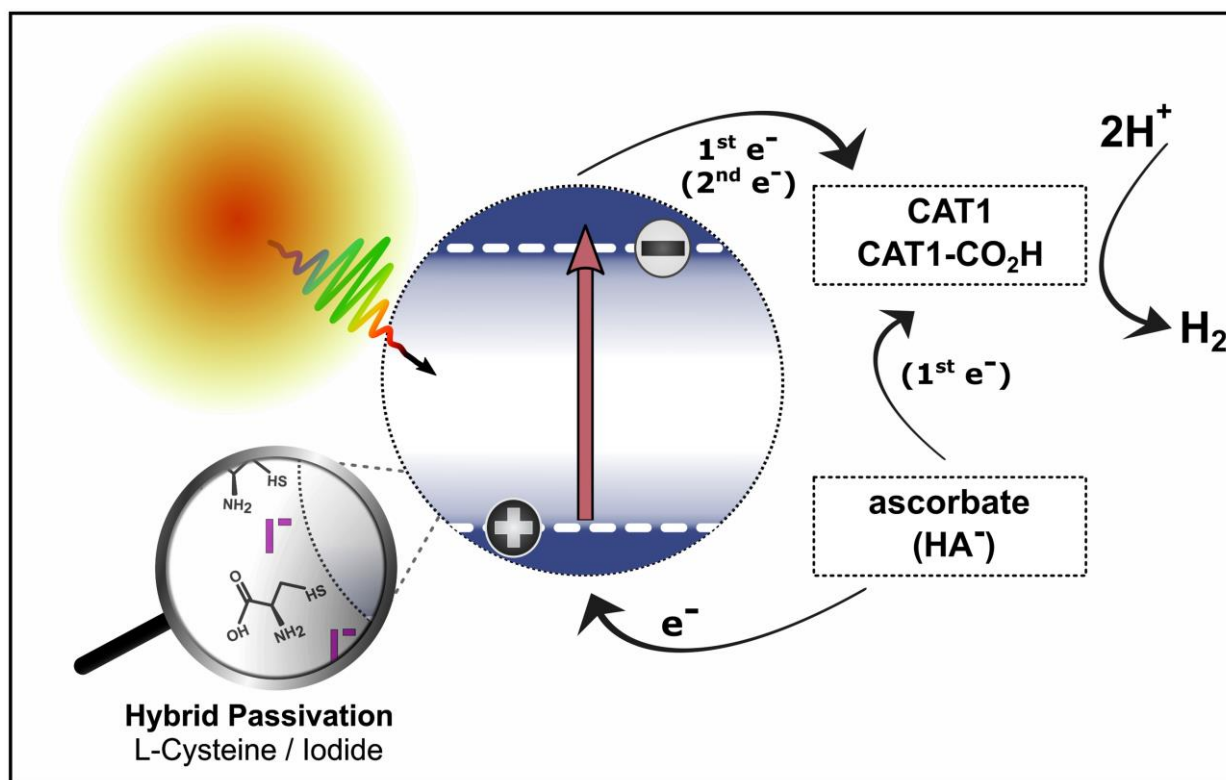 1ˢᵗ e⁻
(2ⁿᵈ e⁻)
2H⁺
CAT1
CAT1-CO₂H
H₂
(1ˢᵗ e⁻)
ascorbate
(HA⁻)
e⁻
HS
NH₂
I⁻
O
HS
OH
NH₂
I⁻
Hybrid Passivation
L-Cysteine / Iodide